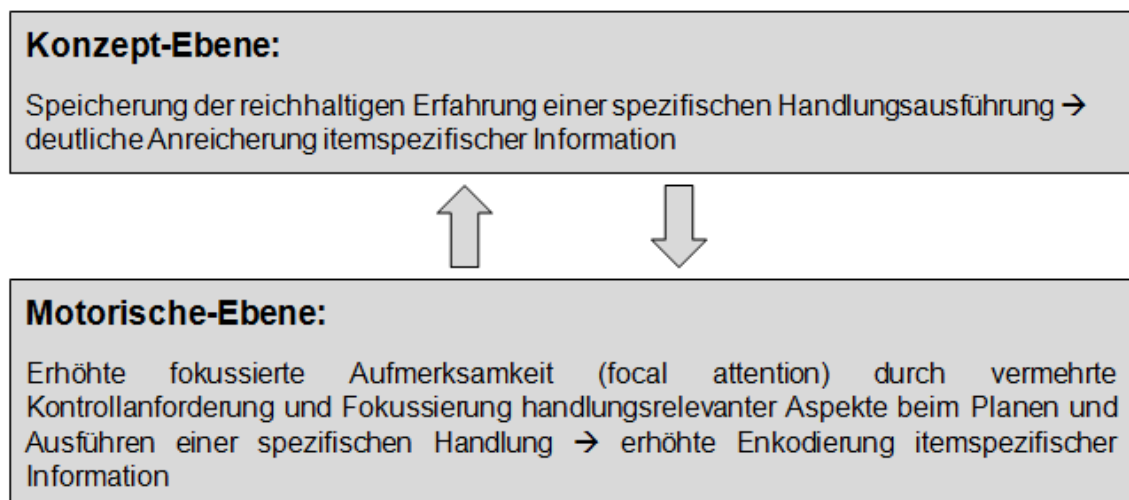 Konzept-Ebene:
Speicherung der reichhaltigen Erfahrung einer spezifischen Handlungsausführung →
deutliche Anreicherung itemspezifischer Information
Motorische-Ebene:
Erhöhte fokussierte Aufmerksamkeit (focal attention) durch vermehrte
Kontrollanforderung und Fokussierung handlungsrelevanter Aspekte beim Planen und
Ausführen einer spezifischen Handlung → erhöhte Enkodierung itemspezifischer
Information